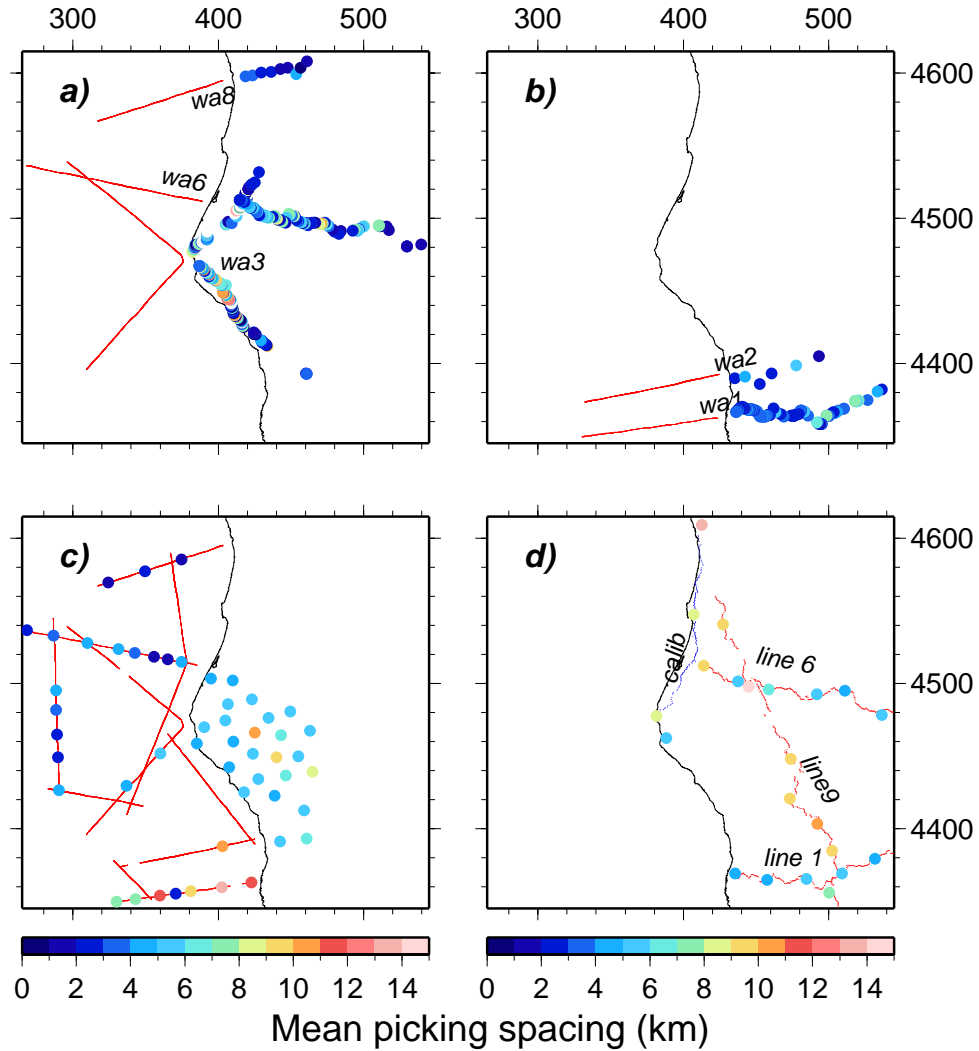 300 400 500 300 400 500
a) b)
wa8
4600
wa6
4500
wa3
wa2
4400
wa1
c) d)
4600
calib
line 6
4500
line9
line 1
4400
0 2 4 6 8 10 12 14 0 2 4 6 8 10 12 14
Mean picking spacing (km)